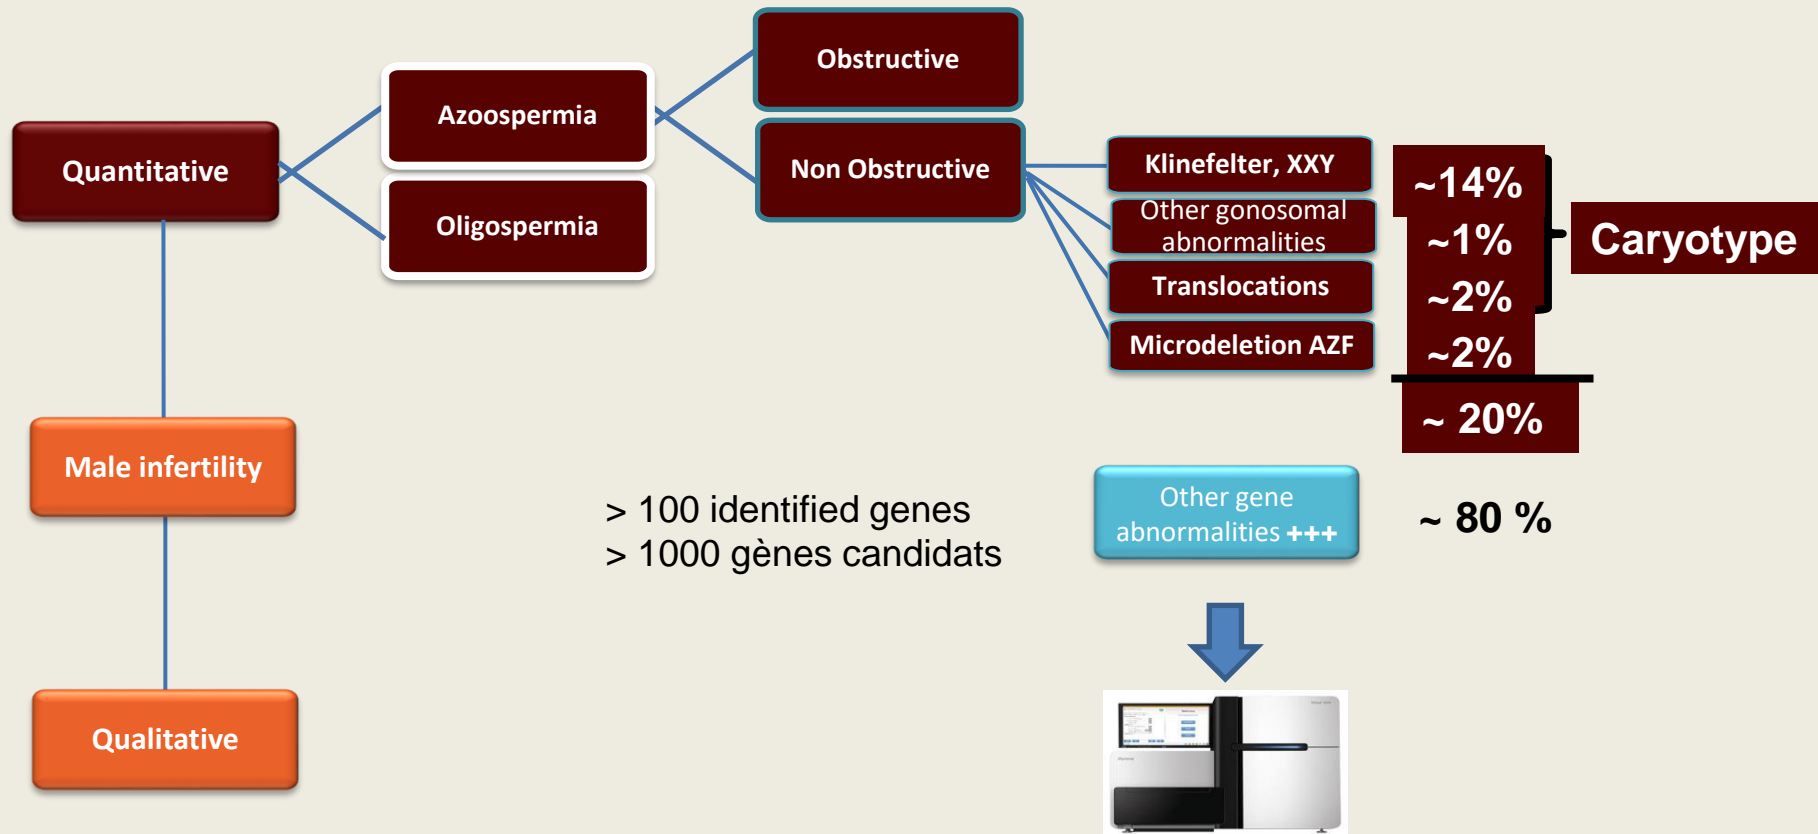 Obstructive
Azoospermia
Quantitative
Non Obstructive
Oligospermia
Klinefelter, XXY
~14%
Other gonosomal
abnormalities
~1%
Caryotype
Translocations
~2%
Microdeletion AZF
~2%
~ 20%
Male infertility
> 100 identified genes
> 1000 gènes candidats
Other gene
abnormalities +++
~ 80 %
Qualitative